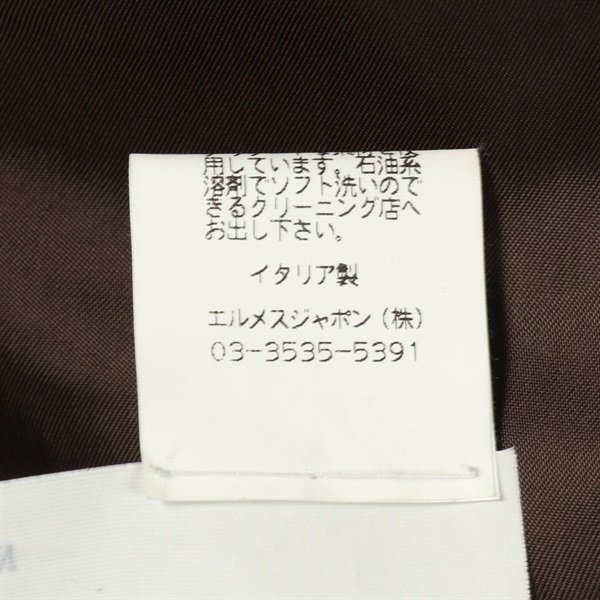 用しています。石油系
溶剤でソフト洗いので
きるクリーニング店へ
お出し下さい。
イタリア製
エルメスジャポン（株）
03-3535-5391